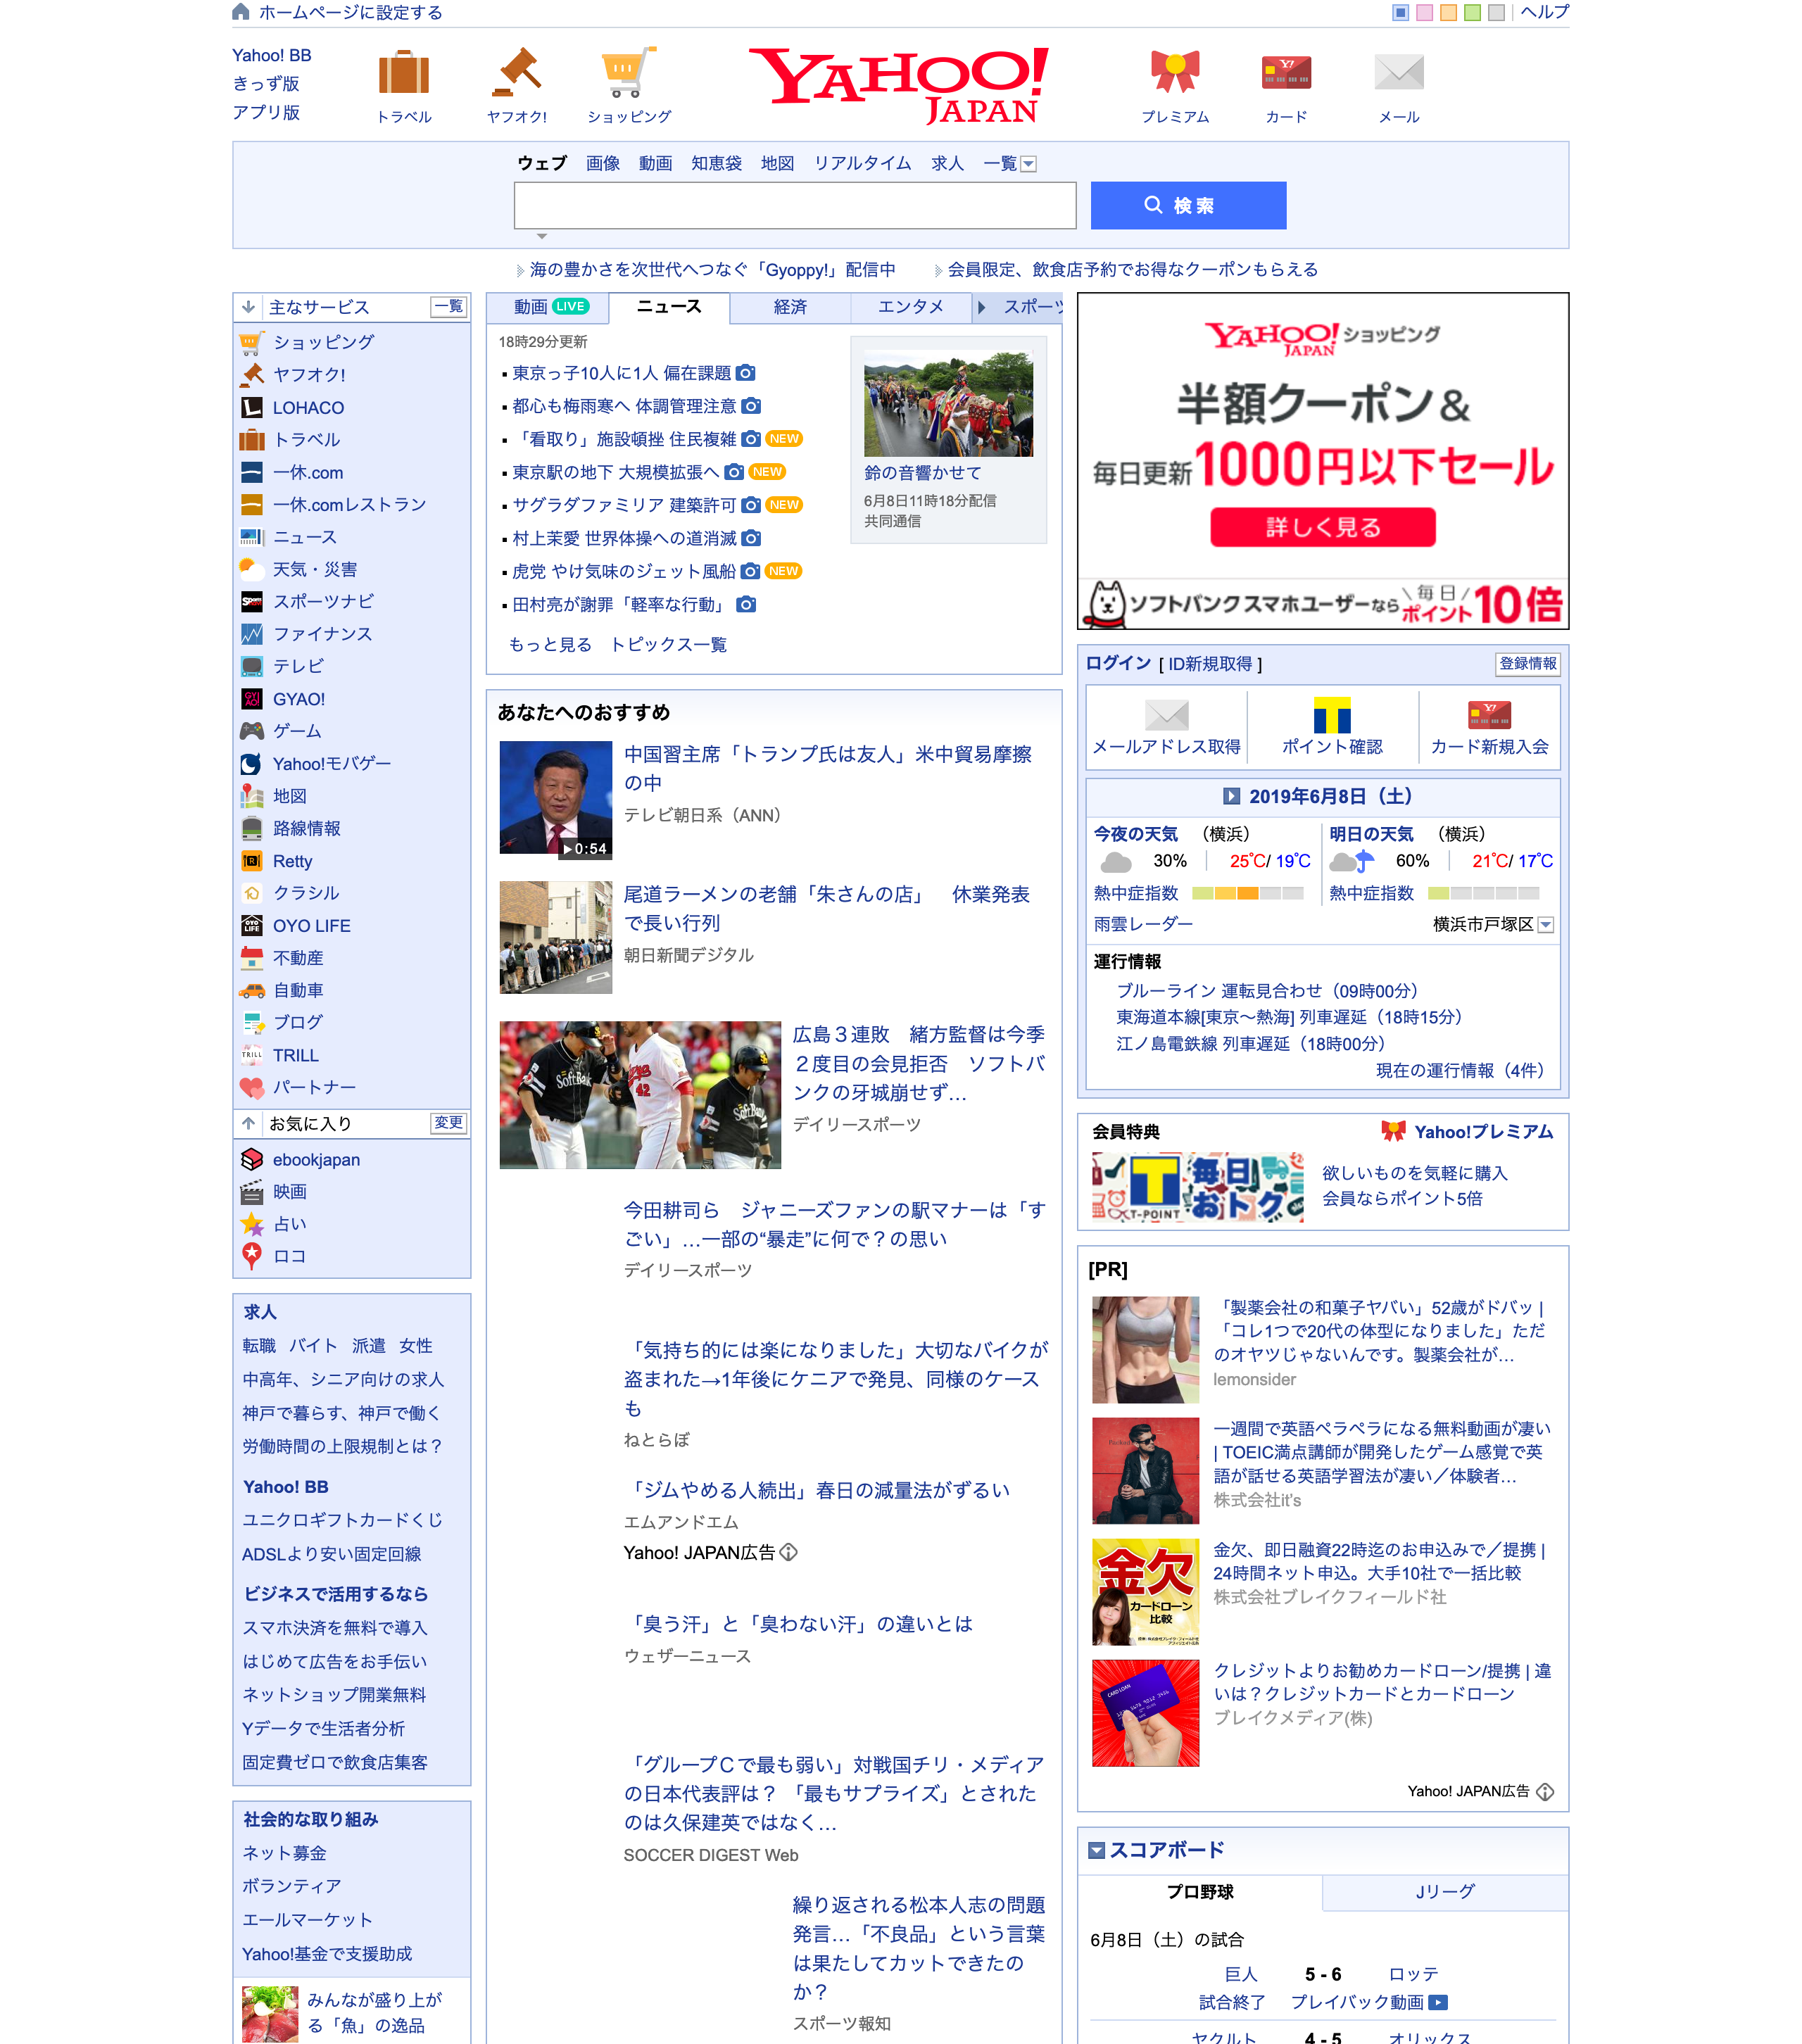 ホームページに設定する
ヘルプ
Yahoo! BB
きっず版
アプリ版
トラベル
ヤフオク!
ショッピング
YAHOO!
JAPAN
プレミアム
カード
メール
ウェブ 画像 動画 知恵袋 地図 リアルタイム 求人 一覧
検索
海の豊かさを次世代へつなぐ「Gyoppy!」配信中
会員限定、飲食店予約でお得なクーポンもらえる
主なサービス 一覧
ショッピング
ヤフオク!
LOHACO
トラベル
一休.com
一休.comレストラン
ニュース
天気・災害
スポーツナビ
ファイナンス
テレビ
GYAO!
ゲーム
Yahoo!モバゲー
地図
路線情報
Retty
クラシル
OYO LIFE
不動産
自動車
ブログ
TRILL
パートナー
お気に入り 変更
ebookjapan
映画
占い
ロコ
求人
転職 バイト 派遣 女性
中高年、シニア向けの求人
神戸で暮らす、神戸で働く
労働時間の上限規制とは？
Yahoo! BB
ユニクロギフトカードくじ
ADSLより安い固定回線
ビジネスで活用するなら
スマホ決済を無料で導入
はじめて広告をお手伝い
ネットショップ開業無料
Yデータで生活者分析
固定費ゼロで飲食店集客
社会的な取り組み
ネット募金
ボランティア
エールマーケット
Yahoo!基金で支援助成
みんなが盛り上が
る「魚」の逸品
動画 LIVE ニュース 経済 エンタメ スポーツ
18時29分更新
東京っ子10人に1人 偏在課題
都心も梅雨寒へ 体調管理注意
「看取り」施設頓挫 住民複雑 NEW
東京駅の地下 大規模拡張へ NEW
サグラダファミリア 建築許可 NEW
村上茉愛 世界体操への道消滅
虎党 やけ気味のジェット風船 NEW
田村亮が謝罪「軽率な行動」
もっと見る トピックス一覧
鈴の音響かせて
6月8日11時18分配信
共同通信
あなたへのおすすめ
0:54
中国習主席「トランプ氏は友人」米中貿易摩擦
の中
テレビ朝日系（ANN）
尾道ラーメンの老舗「朱さんの店」　休業発表
で長い行列
朝日新聞デジタル
SoftBank
42
SoftBank
広島３連敗　緒方監督は今季
２度目の会見拒否　ソフトバ
ンクの牙城崩せず…
デイリースポーツ
今田耕司ら　ジャニーズファンの駅マナーは「す
ごい」…一部の“暴走”に何で？の思い
デイリースポーツ
「気持ち的には楽になりました」大切なバイクが
盗まれた→1年後にケニアで発見、同様のケース
も
ねとらぼ
「ジムやめる人続出」春日の減量法がずるい
エムアンドエム
Yahoo! JAPAN広告
「臭う汗」と「臭わない汗」の違いとは
ウェザーニュース
「グループＣで最も弱い」対戦国チリ・メディア
の日本代表評は？ 「最もサプライズ」とされた
のは久保建英ではなく…
SOCCER DIGEST Web
繰り返される松本人志の問題
発言…「不良品」という言葉
は果たしてカットできたの
か？
スポーツ報知
YAHOO! JAPAN ショッピング
半額クーポン&
毎日更新1000円以下セール
詳しく見る
ソフトバンクスマホユーザーなら 毎日 ポイント10倍
ログイン [ ID新規取得 ] 登録情報
メールアドレス取得
ポイント確認
カード新規入会
2019年6月8日（土）
今夜の天気 （横浜）
30% 25℃/ 19℃
熱中症指数
明日の天気 （横浜）
60% 21℃/ 17℃
熱中症指数
雨雲レーダー 横浜市戸塚区
運行情報
ブルーライン 運転見合わせ（09時00分）
東海道本線[東京〜熱海] 列車遅延（18時15分）
江ノ島電鉄線 列車遅延（18時00分）
現在の運行情報（4件）
会員特典 Yahoo!プレミアム
T-POINT
毎日
おトク
欲しいものを気軽に購入
会員ならポイント5倍
[PR]
「製薬会社の和菓子ヤバい」52歳がドバッ |
「コレ1つで20代の体型になりました」ただ
のオヤツじゃないんです。製薬会社が…
lemonsider
一週間で英語ペラペラになる無料動画が凄い
| TOEIC満点講師が開発したゲーム感覚で英
語が話せる英語学習法が凄い／体験者…
株式会社it's
金欠
カードローン
比較
金欠、即日融資22時迄のお申込みで／提携 |
24時間ネット申込。大手10社で一括比較
株式会社ブレイクフィールド社
CARD LOAN
クレジットよりお勧めカードローン/提携 | 違
いは？クレジットカードとカードローン
ブレイクメディア(株)
Yahoo! JAPAN広告
スコアボード
プロ野球 Jリーグ
6月8日（土）の試合
巨人 5 - 6 ロッテ
試合終了 プレイバック動画
ヤクルト 4 - 5 オリックス